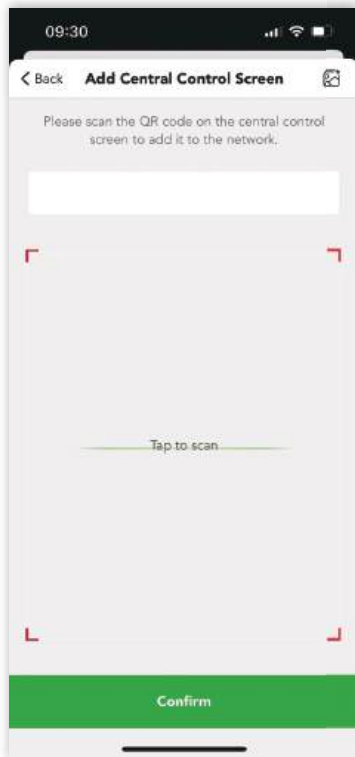 09:30
Back Add Central Control Screen
Please scan the QR code on the central control
screen to add it to the network.
Tap to scan
Confirm